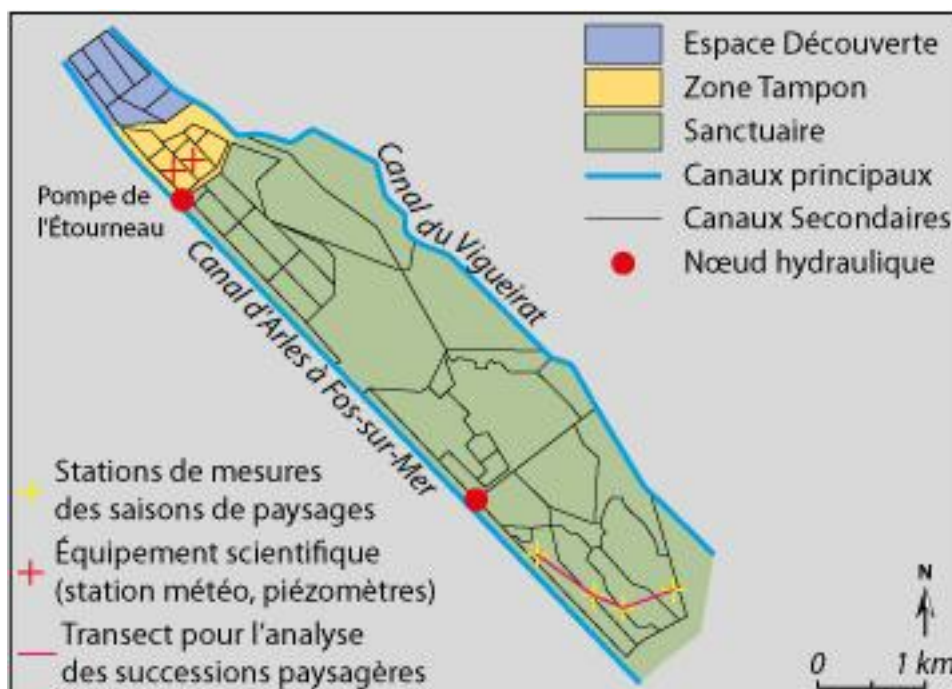 Espace Découverte
Zone Tampon
Sanctuaire
Canaux principaux
Canaux Secondaires
Nœud hydraulique
Pompe de
l'Étourneau
Canal du Vigueirat
Canal d'Arles à Fos-sur-Mer
Stations de mesures
des saisons de paysages
Équipement scientifique
(station météo, piézomètres)
Transect pour l'analyse
des successions paysagères
N
0 1 km